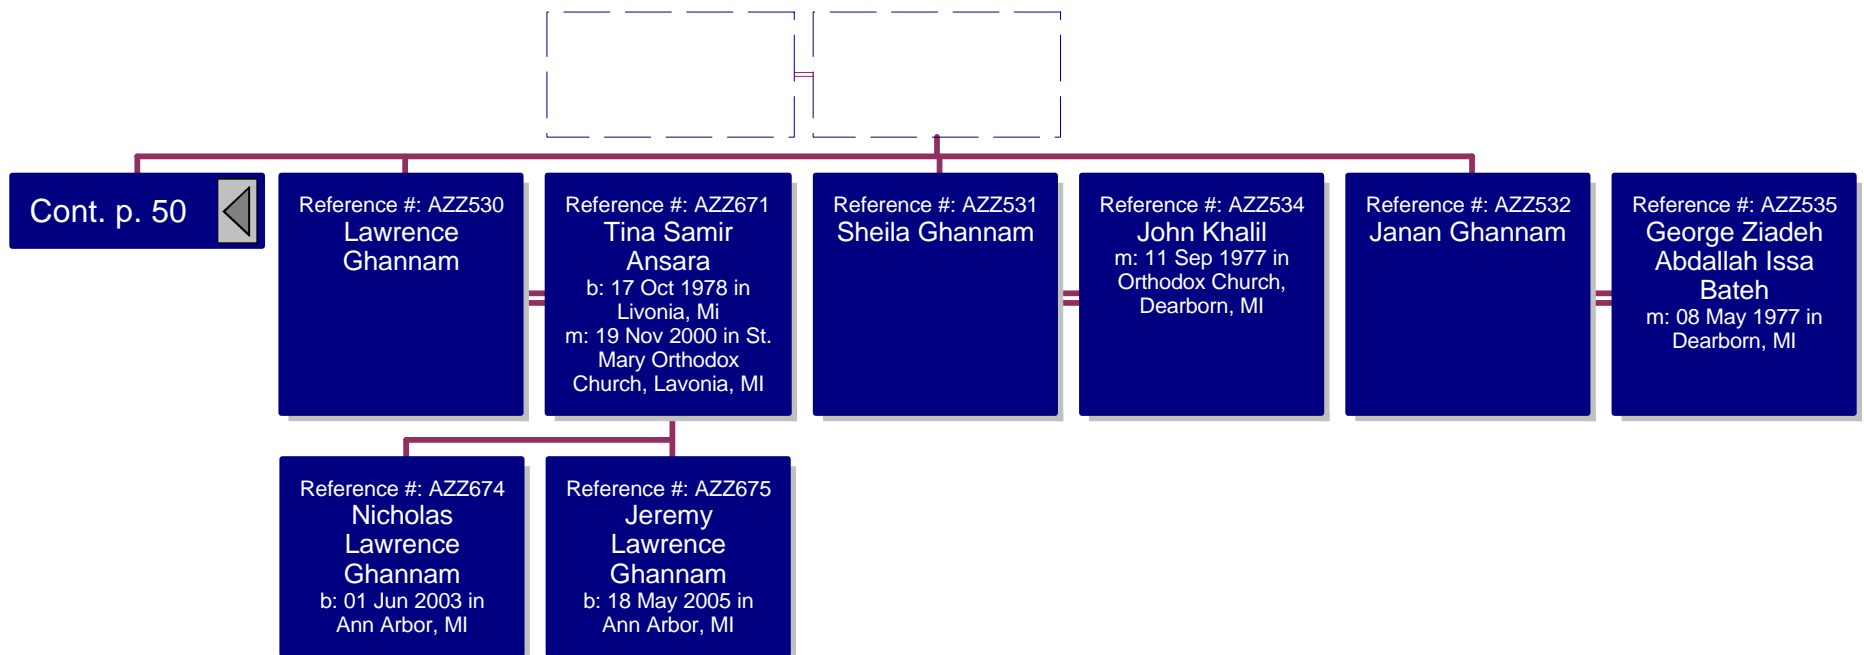 Cont. p. 50
Reference #: AZZ530
Lawrence
Ghannam
Reference #: AZZ671
Tina Samir
Ansara
b: 17 Oct 1978 in
Livonia, Mi
m: 19 Nov 2000 in St.
Mary Orthodox
Church, Lavonia, MI
Reference #: AZZ531
Sheila Ghannam
Reference #: AZZ534
John Khalil
m: 11 Sep 1977 in
Orthodox Church,
Dearborn, MI
Reference #: AZZ532
Janan Ghannam
Reference #: AZZ535
George Ziadeh
Abdallah Issa
Bateh
m: 08 May 1977 in
Dearborn, MI
Reference #: AZZ674
Nicholas
Lawrence
Ghannam
b: 01 Jun 2003 in
Ann Arbor, MI
Reference #: AZZ675
Jeremy
Lawrence
Ghannam
b: 18 May 2005 in
Ann Arbor, MI